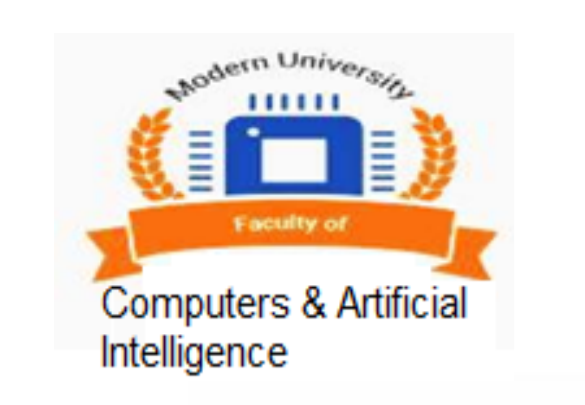 Modern University
Faculty of
Computers & Artificial
Intelligence